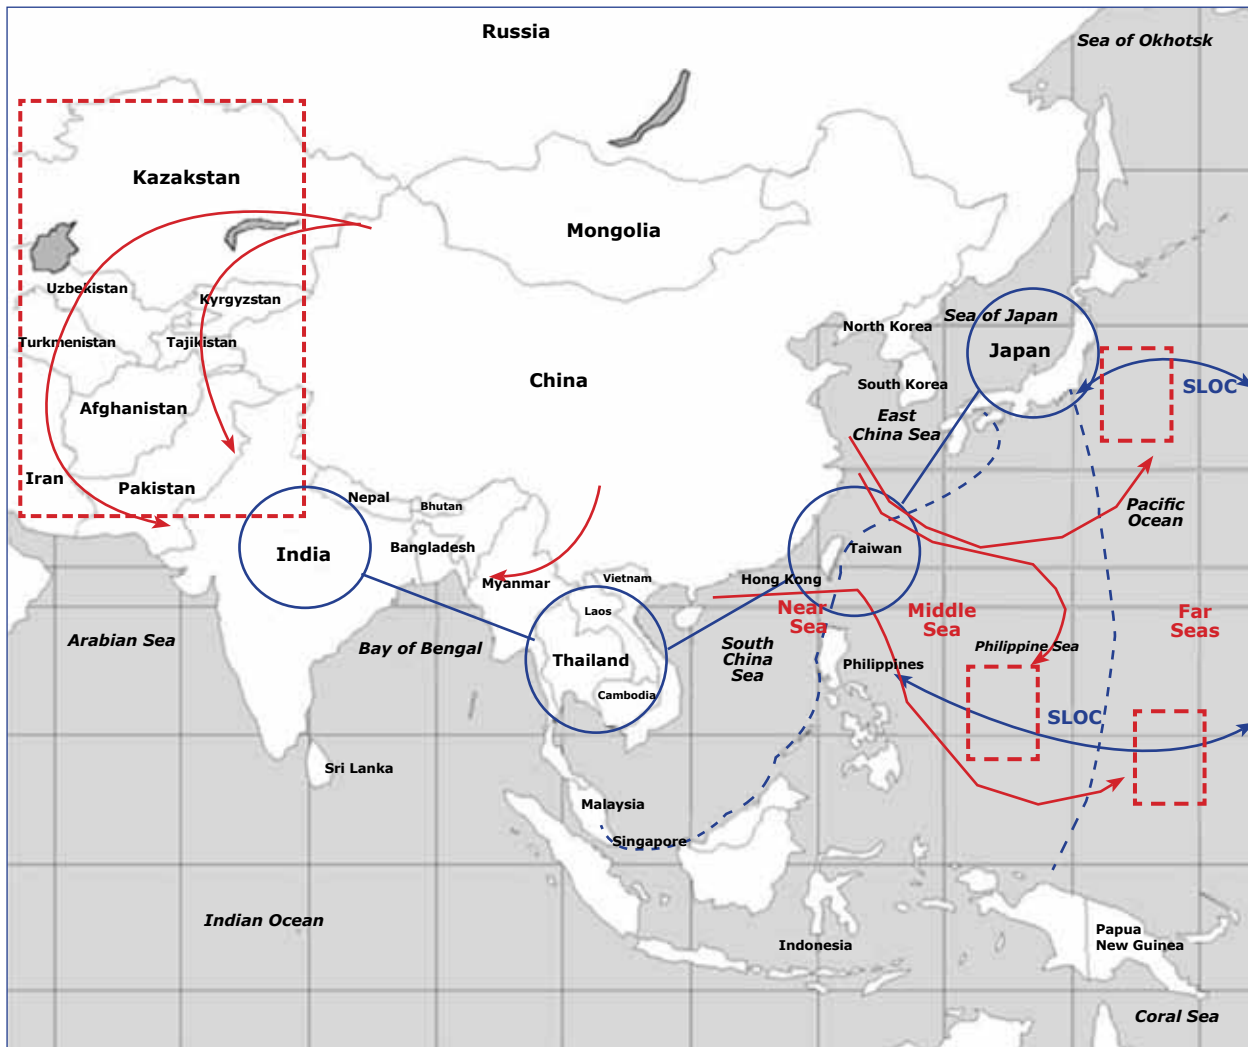 Russia
Sea of Okhotsk
Kazakstan
Mongolia
Uzbekistan
Kyrgyzstan
Sea of Japan
North Korea
Turkmenistan
Tajikistan
Japan
China
South Korea
SLOC
Afghanistan
East
China Sea
Iran
Pakistan
Nepal
Bhutan
Pacific
Ocean
India
Bangladesh
Taiwan
Myanmar
Vietnam
Hong Kong
Laos
Near
Sea
Middle
Sea
Far
Seas
Arabian Sea
Bay of Bengal
South
China
Sea
Philippine Sea
Thailand
Philippines
Cambodia
SLOC
Sri Lanka
Malaysia
Singapore
Indian Ocean
Indonesia
Papua
New Guinea
Coral Sea